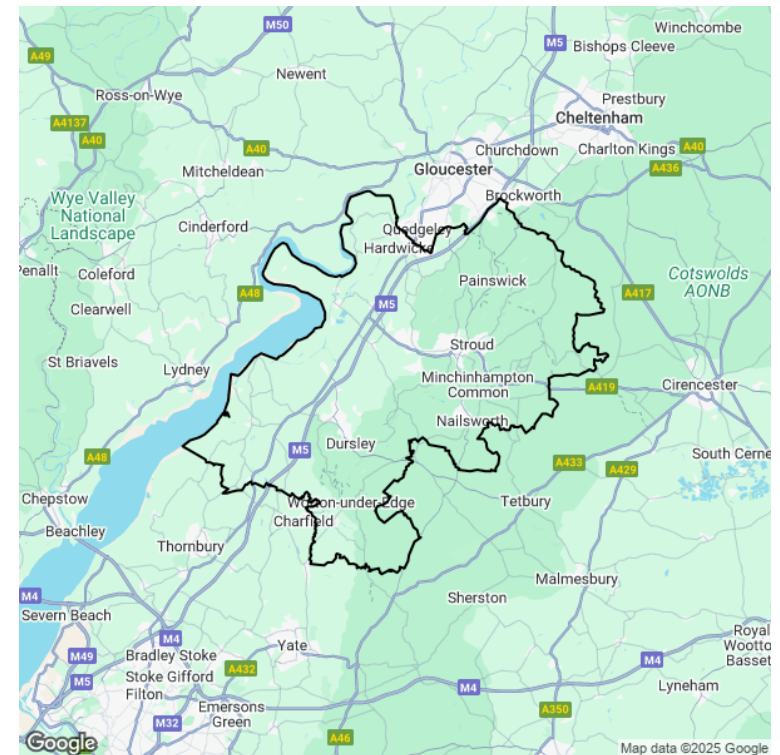 Winchcombe
M50
M5
Bishops Cleeve
A49
Newent
Ross-on-Wye
Prestbury
Cheltenham
A4137
A40
A40
Churchdown
Charlton Kings
A40
Gloucester
A436
Mitcheldean
Brockworth
Wye Valley
National
Landscape
Cinderford
Quedgeley
Hardwicke
Penallt
Coleford
Painswick
Cotswolds
AONB
A48
A417
M5
Clearwell
Stroud
St Briavels
Lydney
Minchinhampton
Common
A419
Cirencester
Nailsworth
Dursley
M5
A433
A48
A429
South Cerne
Chepstow
Wotton-under-Edge
Tetbury
Charfield
Beachley
Thornbury
Malmesbury
M4
Sherston
Severn Beach
M4
Royal
Wootto
Basset
M49
Bradley Stoke
Yate
A432
M4
M5
Stoke Gifford
Filton
M4
Lyneham
Emersons
Green
M32
A350
A46
Google
Map data ©2025 Google